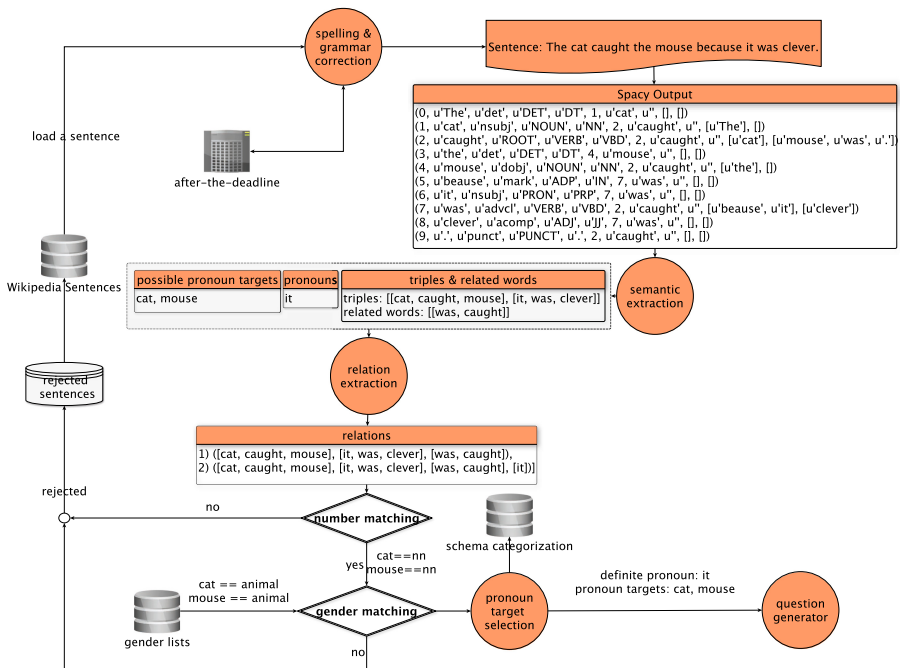 spelling &
grammar
correction
Sentence: The cat caught the mouse because it was clever.
Spacy Output
(0, u'The', u'det', u'DET', u'DT', 1, u'cat', u'', [], [])
(1, u'cat', u'nsubj', u'NOUN', u'NN', 2, u'caught', u'', [u'The'], [])
(2, u'caught', u'ROOT', u'VERB', u'VBD', 2, u'caught', u'', [u'cat'], [u'mouse', u'was', u'.'])
(3, u'the', u'det', u'DET', u'DT', 4, u'mouse', u'', [], [])
(4, u'mouse', u'dobj', u'NOUN', u'NN', 2, u'caught', u'', [u'the'], [])
(5, u'beause', u'mark', u'ADP', u'IN', 7, u'was', u'', [], [])
(6, u'it', u'nsubj', u'PRON', u'PRP', 7, u'was', u'', [], [])
(7, u'was', u'advcl', u'VERB', u'VBD', 2, u'caught', u'', [u'beause', u'it'], [u'clever'])
(8, u'clever', u'acomp', u'ADJ', u'JJ', 7, u'was', u'', [], [])
(9, u'.', u'punct', u'PUNCT', u'.', 2, u'caught', u'', [], [])
load a sentence
after-the-deadline
Wikipedia Sentences
possible pronoun targets
cat, mouse
pronouns
it
triples & related words
triples: [[cat, caught, mouse], [it, was, clever]]
related words: [[was, caught]]
semantic
extraction
relation
extraction
rejected
sentences
relations
1) ([cat, caught, mouse], [it, was, clever], [was, caught]),
2) ([cat, caught, mouse], [it, was, clever], [was, caught], [it])]
rejected
no
number matching
schema categorization
yes
cat==nn
mouse==nn
cat == animal
mouse == animal
gender lists
gender matching
pronoun
target
selection
definite pronoun: it
pronoun targets: cat, mouse
question
generator
no